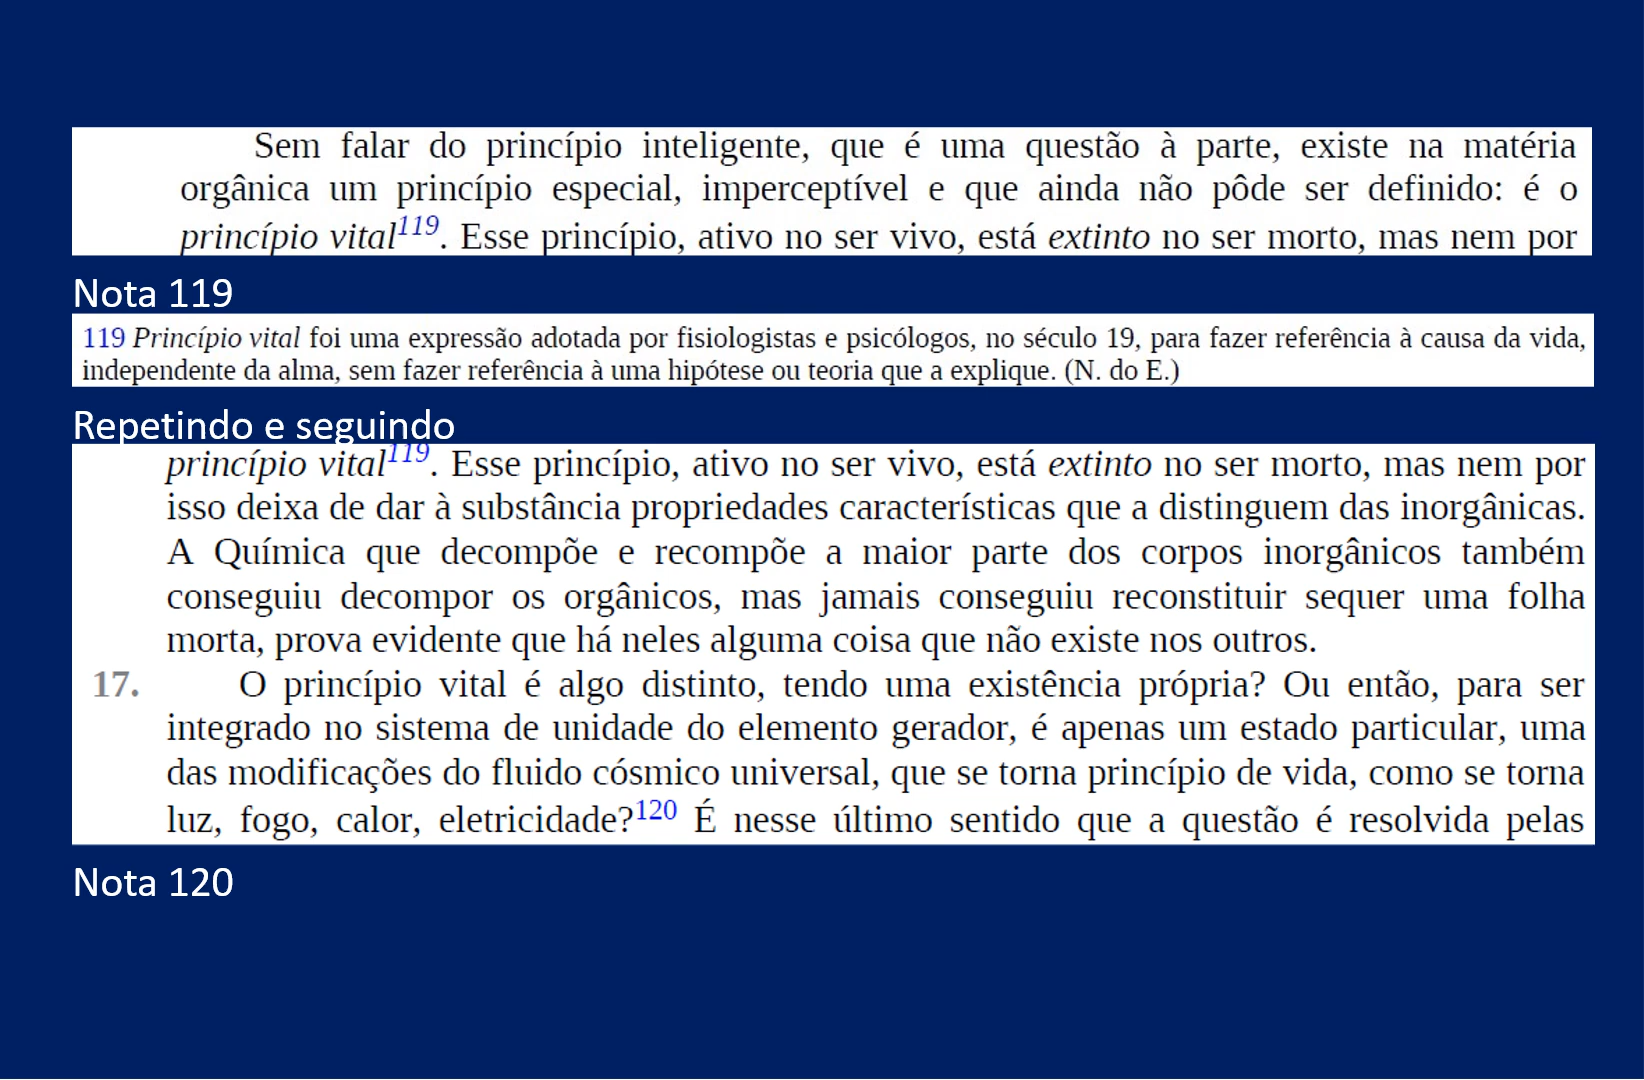 Sem falar do princípio inteligente, que é uma questão à parte, existe na matéria
orgânica um princípio especial, imperceptível e que ainda não pôde ser definido: é o
princípio vital119. Esse princípio, ativo no ser vivo, está extinto no ser morto, mas nem por
Nota 119
119 Princípio vital foi uma expressão adotada por fisiologistas e psicólogos, no século 19, para fazer referência à causa da vida,
independente da alma, sem fazer referência à uma hipótese ou teoria que a explique. (N. do E.)
Repetindo e seguindo
princípio vital119. Esse princípio, ativo no ser vivo, está extinto no ser morto, mas nem por
isso deixa de dar à substância propriedades características que a distinguem das inorgânicas.
A Química que decompõe e recompõe a maior parte dos corpos inorgânicos também
conseguiu decompor os orgânicos, mas jamais conseguiu reconstituir sequer uma folha
morta, prova evidente que há neles alguma coisa que não existe nos outros.
17. O princípio vital é algo distinto, tendo uma existência própria? Ou então, para ser
integrado no sistema de unidade do elemento gerador, é apenas um estado particular, uma
das modificações do fluido cósmico universal, que se torna princípio de vida, como se torna
luz, fogo, calor, eletricidade?120 É nesse último sentido que a questão é resolvida pelas
Nota 120